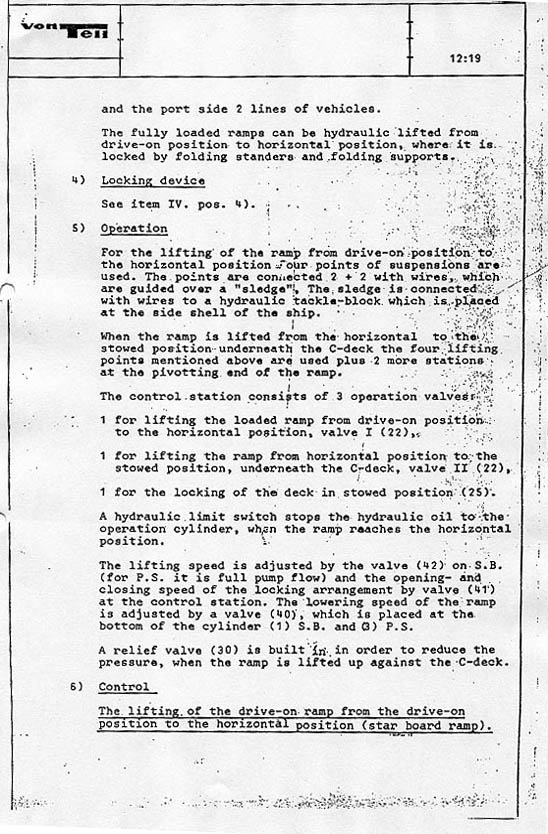 von Tell
12:19
and the port side 2 lines of vehicles.
The fully loaded ramps can be hydraulic lifted from
drive-on position to horizontal position, where it is
locked by folding standers and folding supports.
4) Locking device
See item IV. pos. 4).
5) Operation
For the lifting of the ramp from drive-on position to
the horizontal position four points of suspensions are
used. The points are connected 2 + 2 with wires, which
are guided over a "sledge". The sledge is connected
with wires to a hydraulic tackle-block which is placed
at the side shell of the ship.
When the ramp is lifted from the horizontal to the
stowed position underneath the C-deck the four lifting
points mentioned above are used plus 2 more stations
at the pivotting end of the ramp.
The control station consists of 3 operation valves:
1 for lifting the loaded ramp from drive-on position
to the horizontal position, valve I (22),
1 for lifting the ramp from horizontal position to the
stowed position, underneath the C-deck, valve II (22),
1 for the locking of the deck in stowed position (25).
A hydraulic limit switch stops the hydraulic oil to the
operation cylinder, when the ramp reaches the horizontal
position.
The lifting speed is adjusted by the valve (42) on S.B.
(for P.S. it is full pump flow) and the opening- and
closing speed of the locking arrangement by valve (41)
at the control station. The lowering speed of the ramp
is adjusted by a valve (40), which is placed at the
bottom of the cylinder (1) S.B. and (3) P.S.
A relief valve (30) is built in in order to reduce the
pressure, when the ramp is lifted up against the C-deck.
6) Control
The lifting of the drive-on ramp from the drive-on
position to the horizontal position (star board ramp).